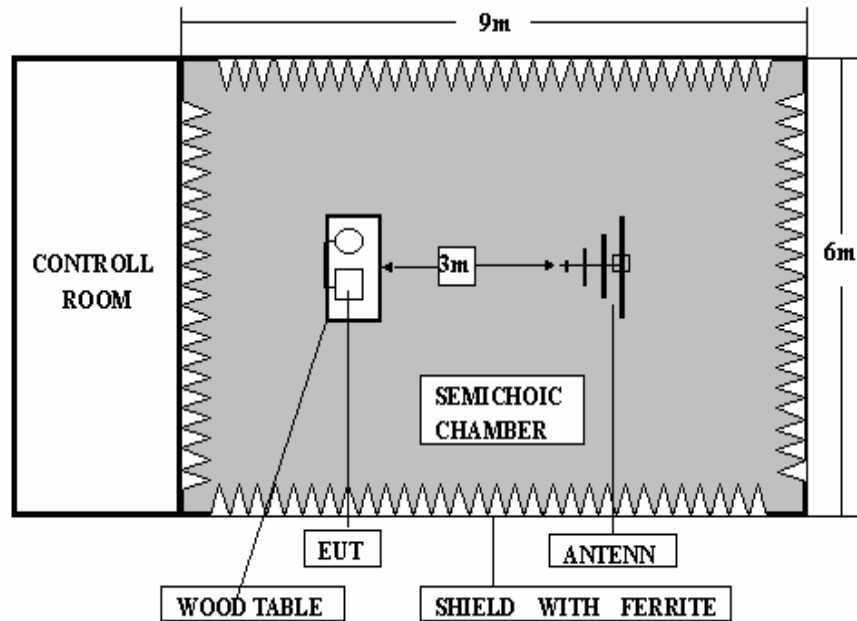 9m
CONTROLL
ROOM
3m
6m
SEMICHOIC
CHAMBER
EUT
ANTENN
WOOD TABLE
SHIELD WITH FERRITE